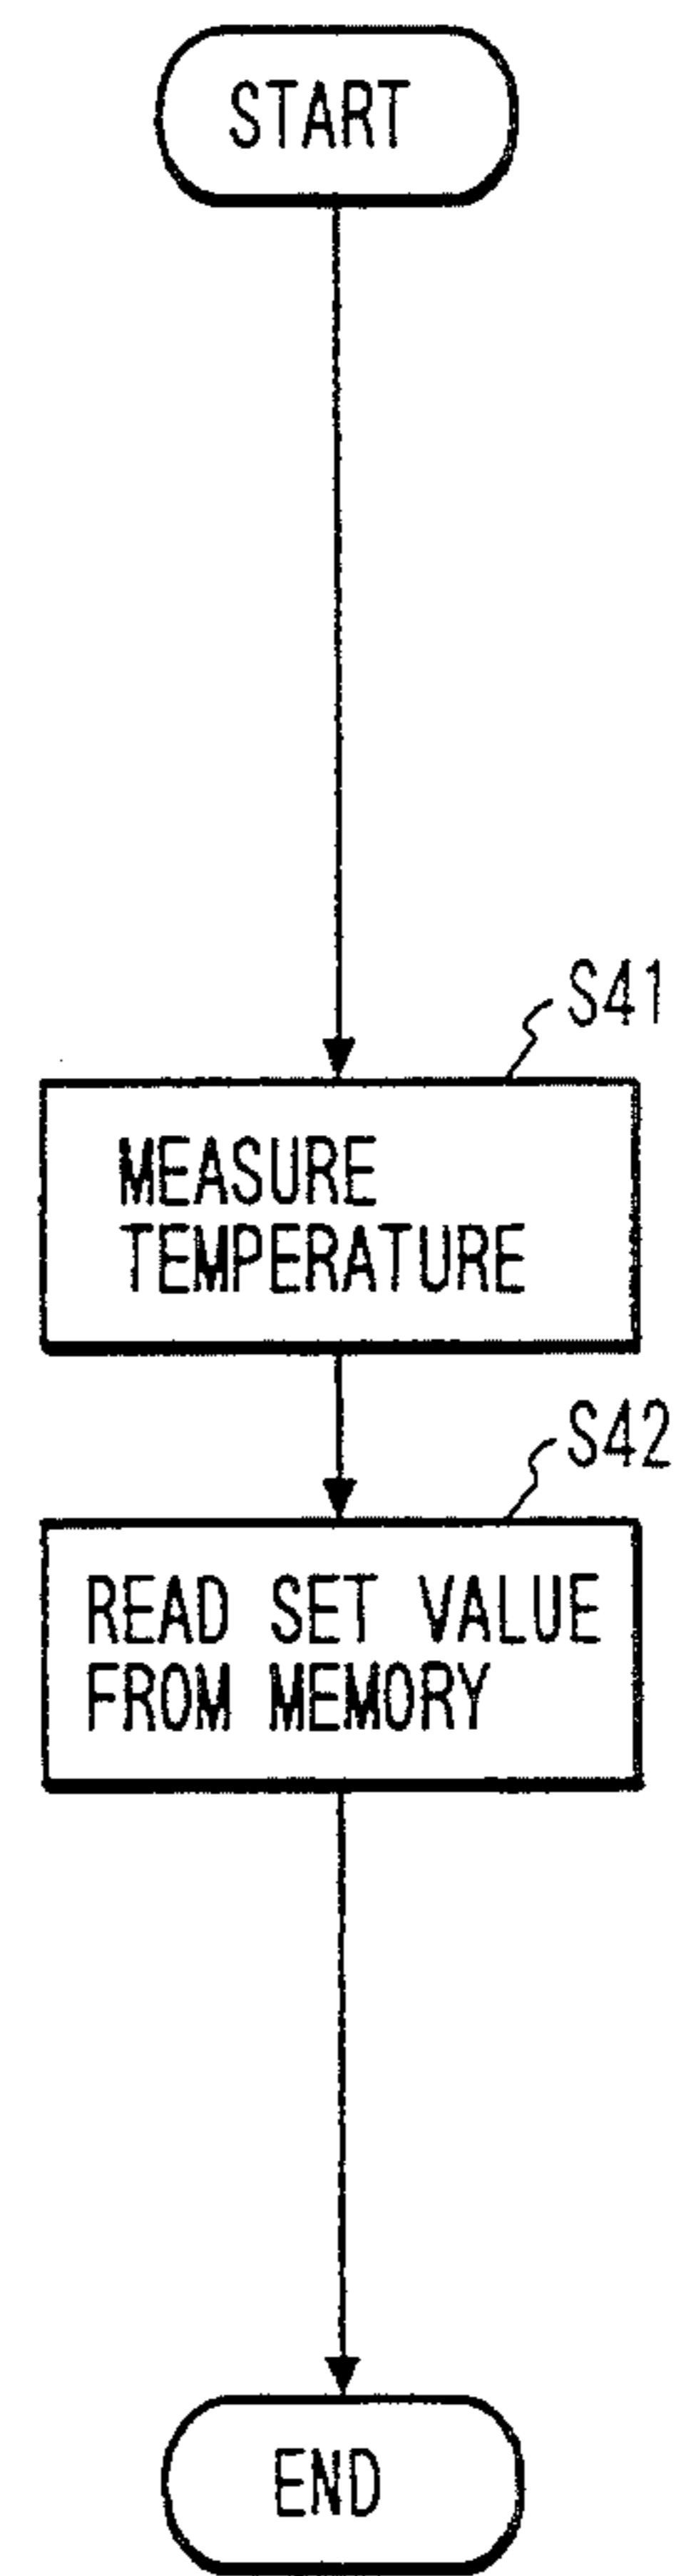 START
S41
MEASURE
TEMPERATURE
S42
READ SET VALUE
FROM MEMORY
END